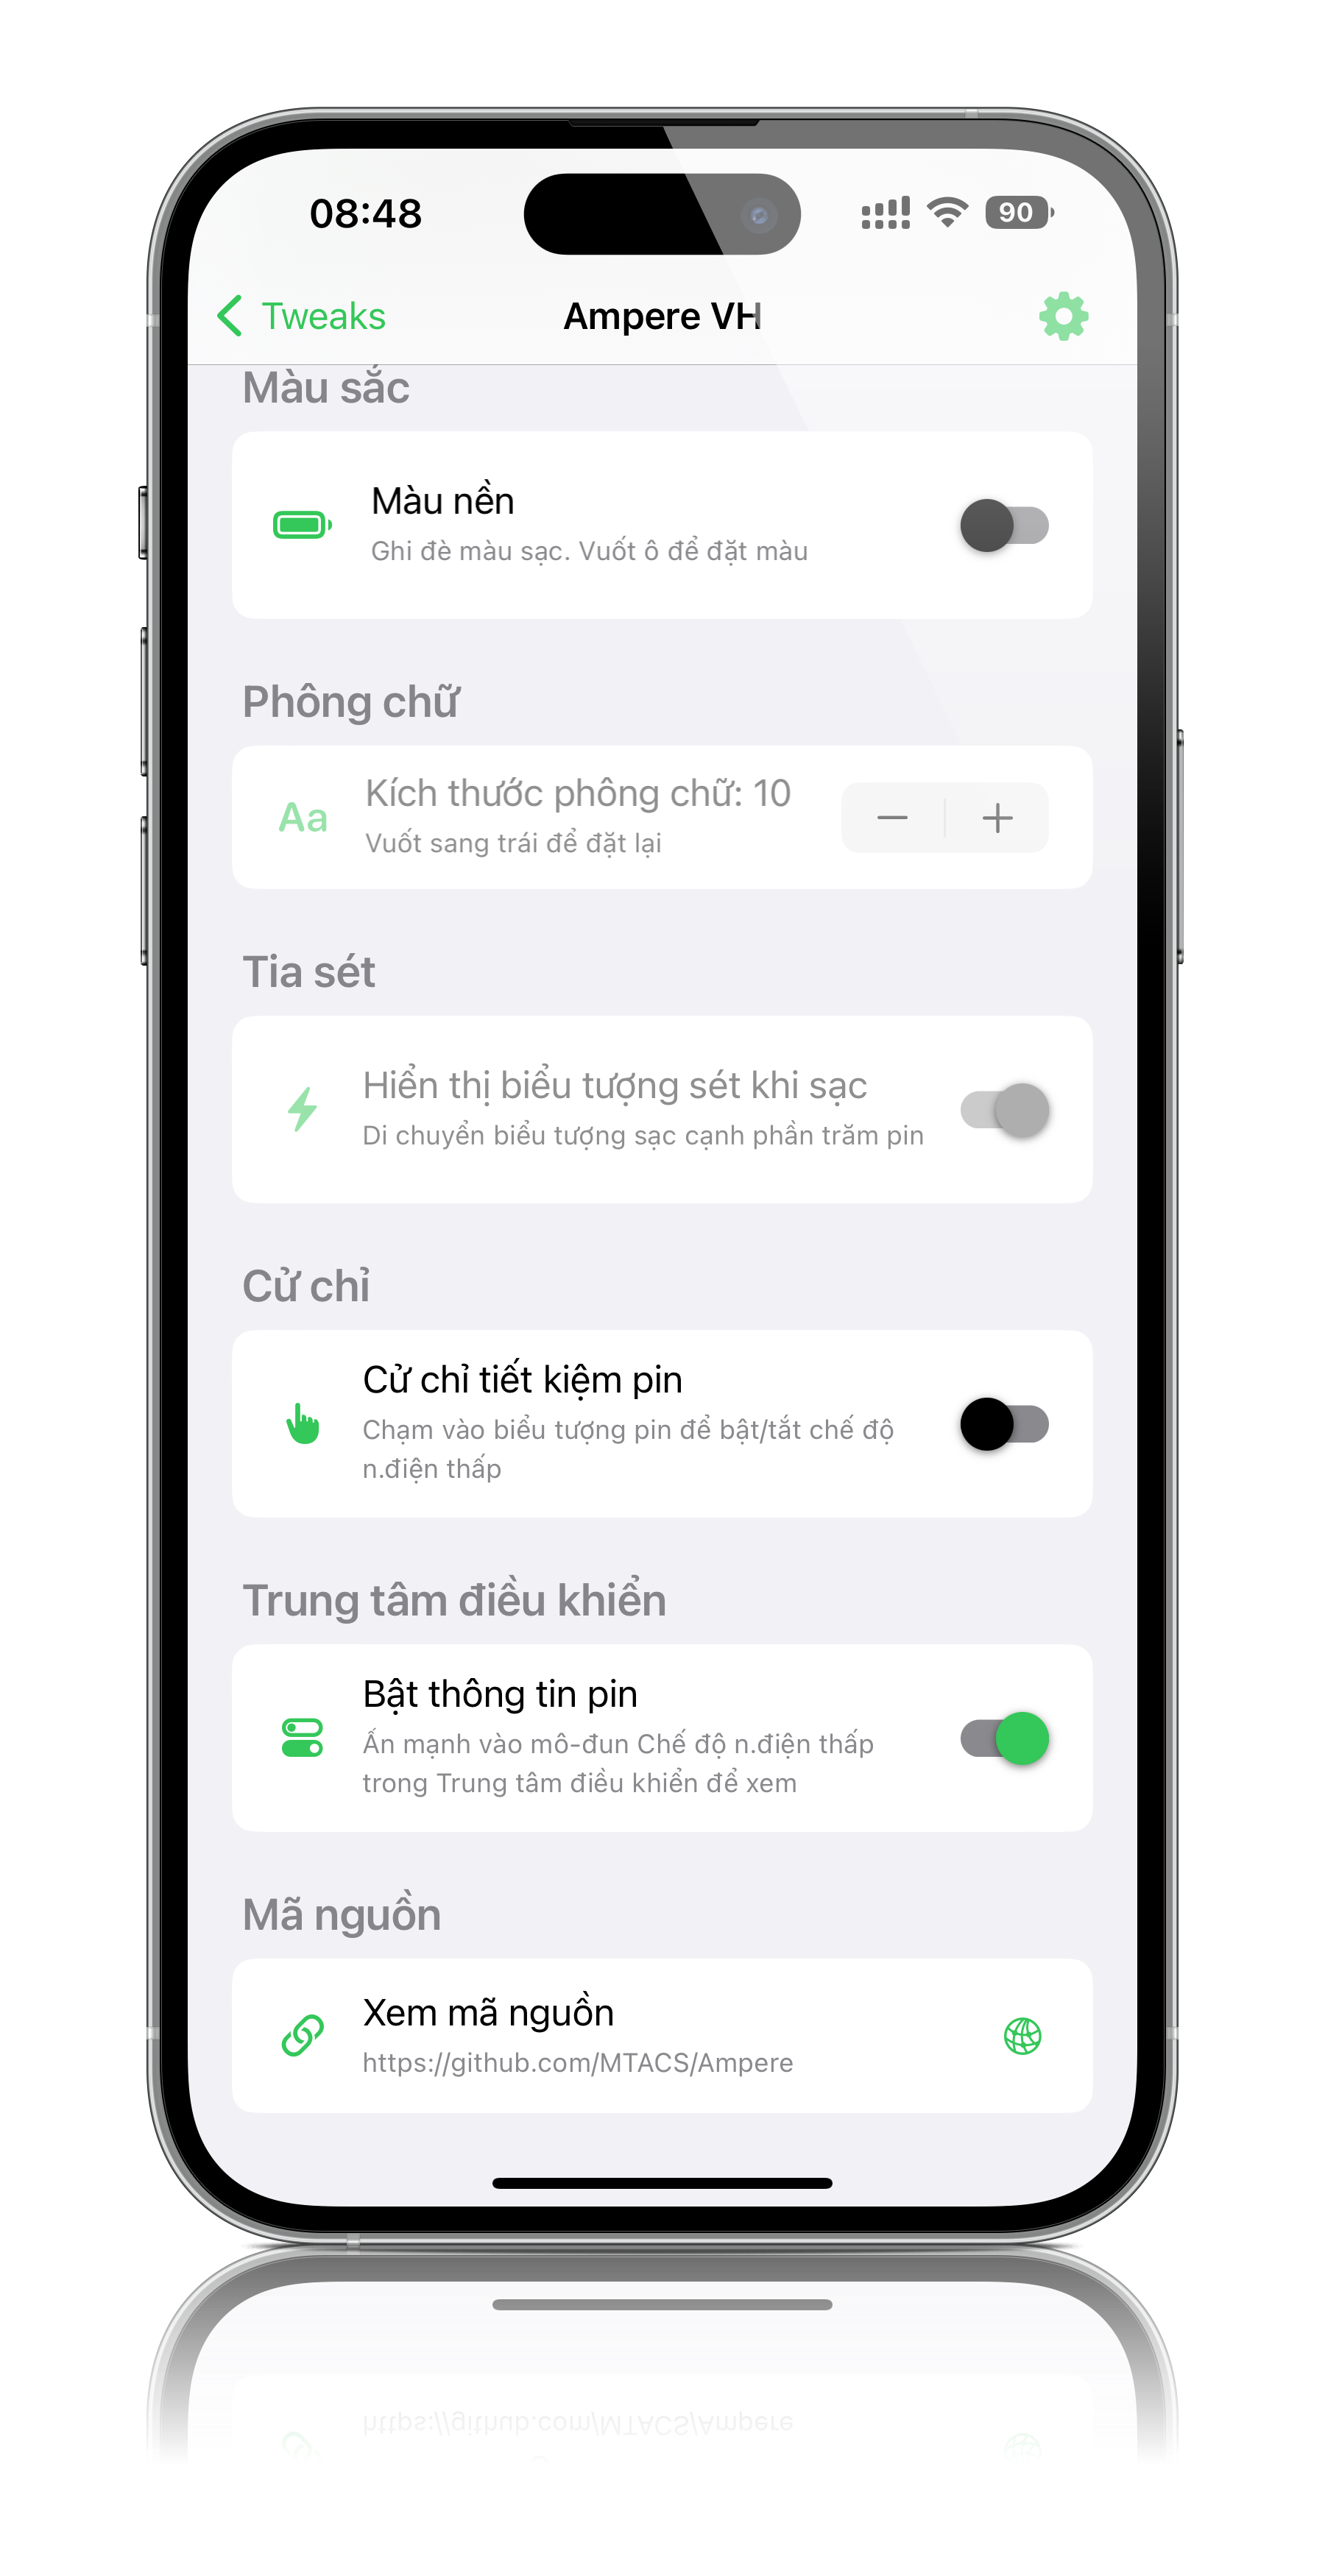 08:48
90
Tweaks
Ampere VH
Màu sắc
Màu nền
Ghi đè màu sạc. Vuốt ô để đặt màu
Phông chữ
Aa
Kích thước phông chữ: 10
Vuốt sang trái để đặt lại
Tia sét
Hiển thị biểu tượng sét khi sạc
Di chuyển biểu tượng sạc cạnh phần trăm pin
Cử chỉ
Cử chỉ tiết kiệm pin
Chạm vào biểu tượng pin để bật/tắt chế độ
n.điện thấp
Trung tâm điều khiển
Bật thông tin pin
Ấn mạnh vào mô-đun Chế độ n.điện thấp
trong Trung tâm điều khiển để xem
Mã nguồn
Xem mã nguồn
https://github.com/MTACS/Ampere
https://github.com/MTACS/Ampere